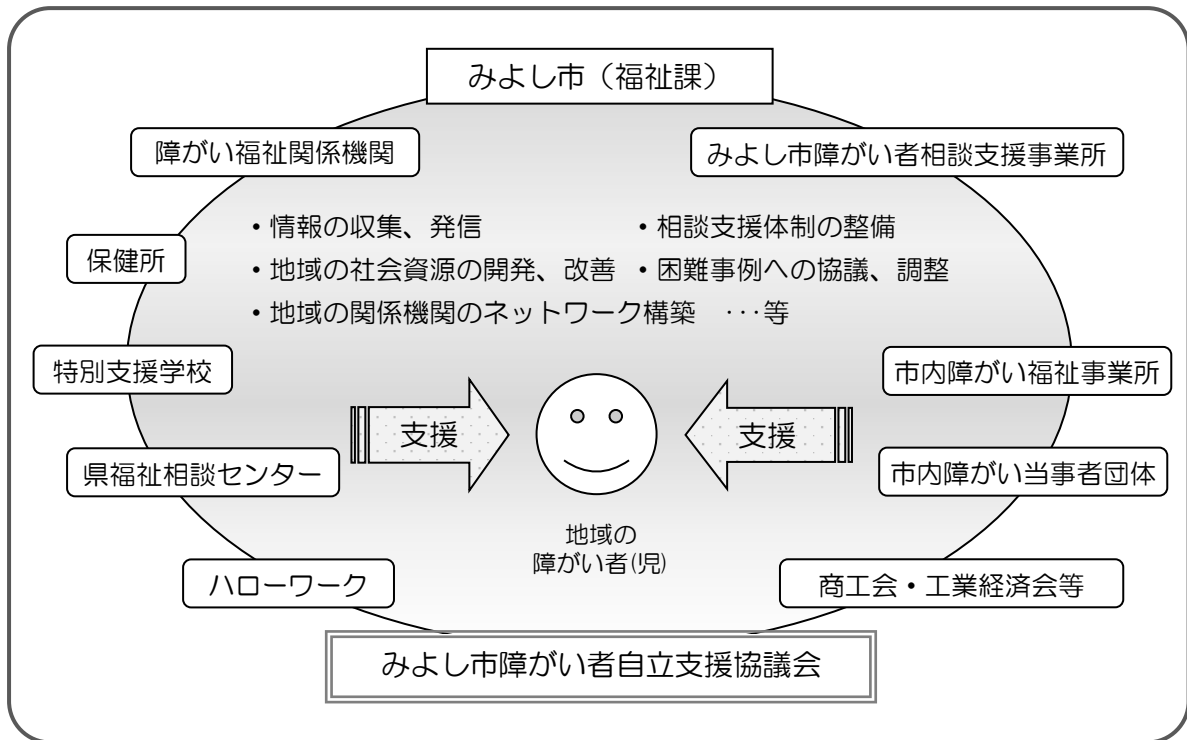 みよし市（福祉課）
障がい福祉関係機関
みよし市障がい者相談支援事業所
・情報の収集、発信
・相談支援体制の整備
保健所
・地域の社会資源の開発、改善
・困難事例への協議、調整
・地域の関係機関のネットワーク構築　･･･等
特別支援学校
市内障がい福祉事業所
支援
支援
県福祉相談センター
市内障がい当事者団体
地域の
障がい者(児)
ハローワーク
商工会・工業経済会等
みよし市障がい者自立支援協議会